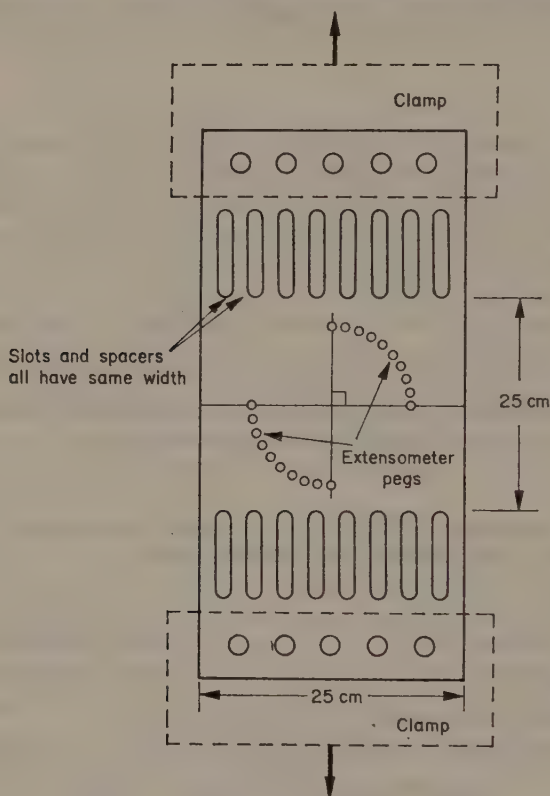 Clamp
Slots and spacers
all have same width
25 cm
Extensometer
pegs
25 cm
Clamp